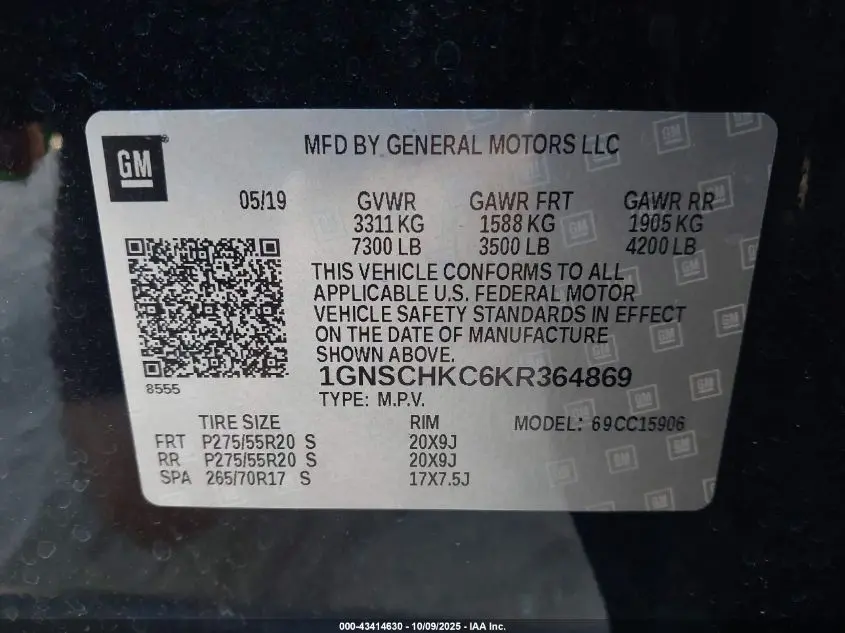 GM
MFD BY GENERAL MOTORS LLC
05/19 GVWR GAWR FRT GAWR RR
3311 KG 1588 KG 1905 KG
7300 LB 3500 LB 4200 LB
THIS VEHICLE CONFORMS TO ALL
APPLICABLE U.S. FEDERAL MOTOR
VEHICLE SAFETY STANDARDS IN EFFECT
ON THE DATE OF MANUFACTURE
SHOWN ABOVE.
8555
1GNSCHKC6KR364869
TYPE: M.P.V.
TIRE SIZE RIM MODEL: 69CC15906
FRT P275/55R20 S 20X9J
RR P275/55R20 S 20X9J
SPA 265/70R17 S 17X7.5J
000-43414630 - 10/09/2025 - IAA Inc.